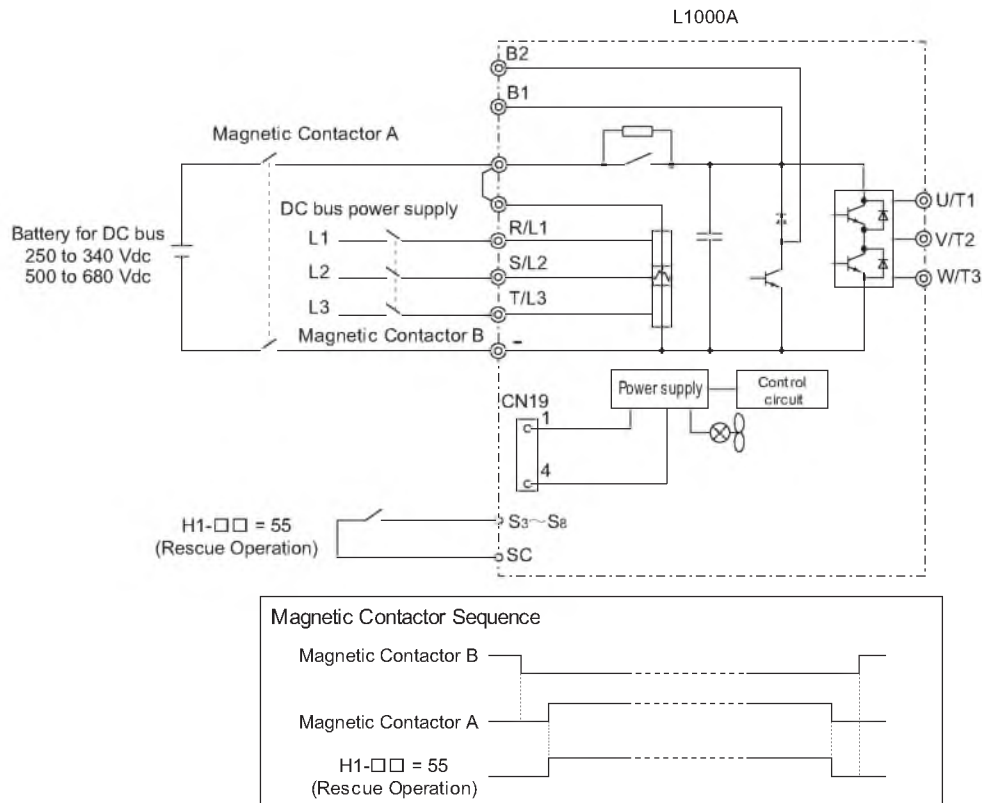 L1000A
B2
B1
Magnetic Contactor A
DC bus power supply
Battery for DC bus
250 to 340 Vdc
500 to 680 Vdc
L1
R/L1
L2
S/L2
L3
T/L3
Magnetic Contactor B
–
U/T1
V/T2
W/T3
Power supply
Control
circuit
CN19
1
4
H1-□□ = 55
(Rescue Operation)
S3~S8
SC
Magnetic Contactor Sequence
Magnetic Contactor B
Magnetic Contactor A
H1-□□ = 55
(Rescue Operation)